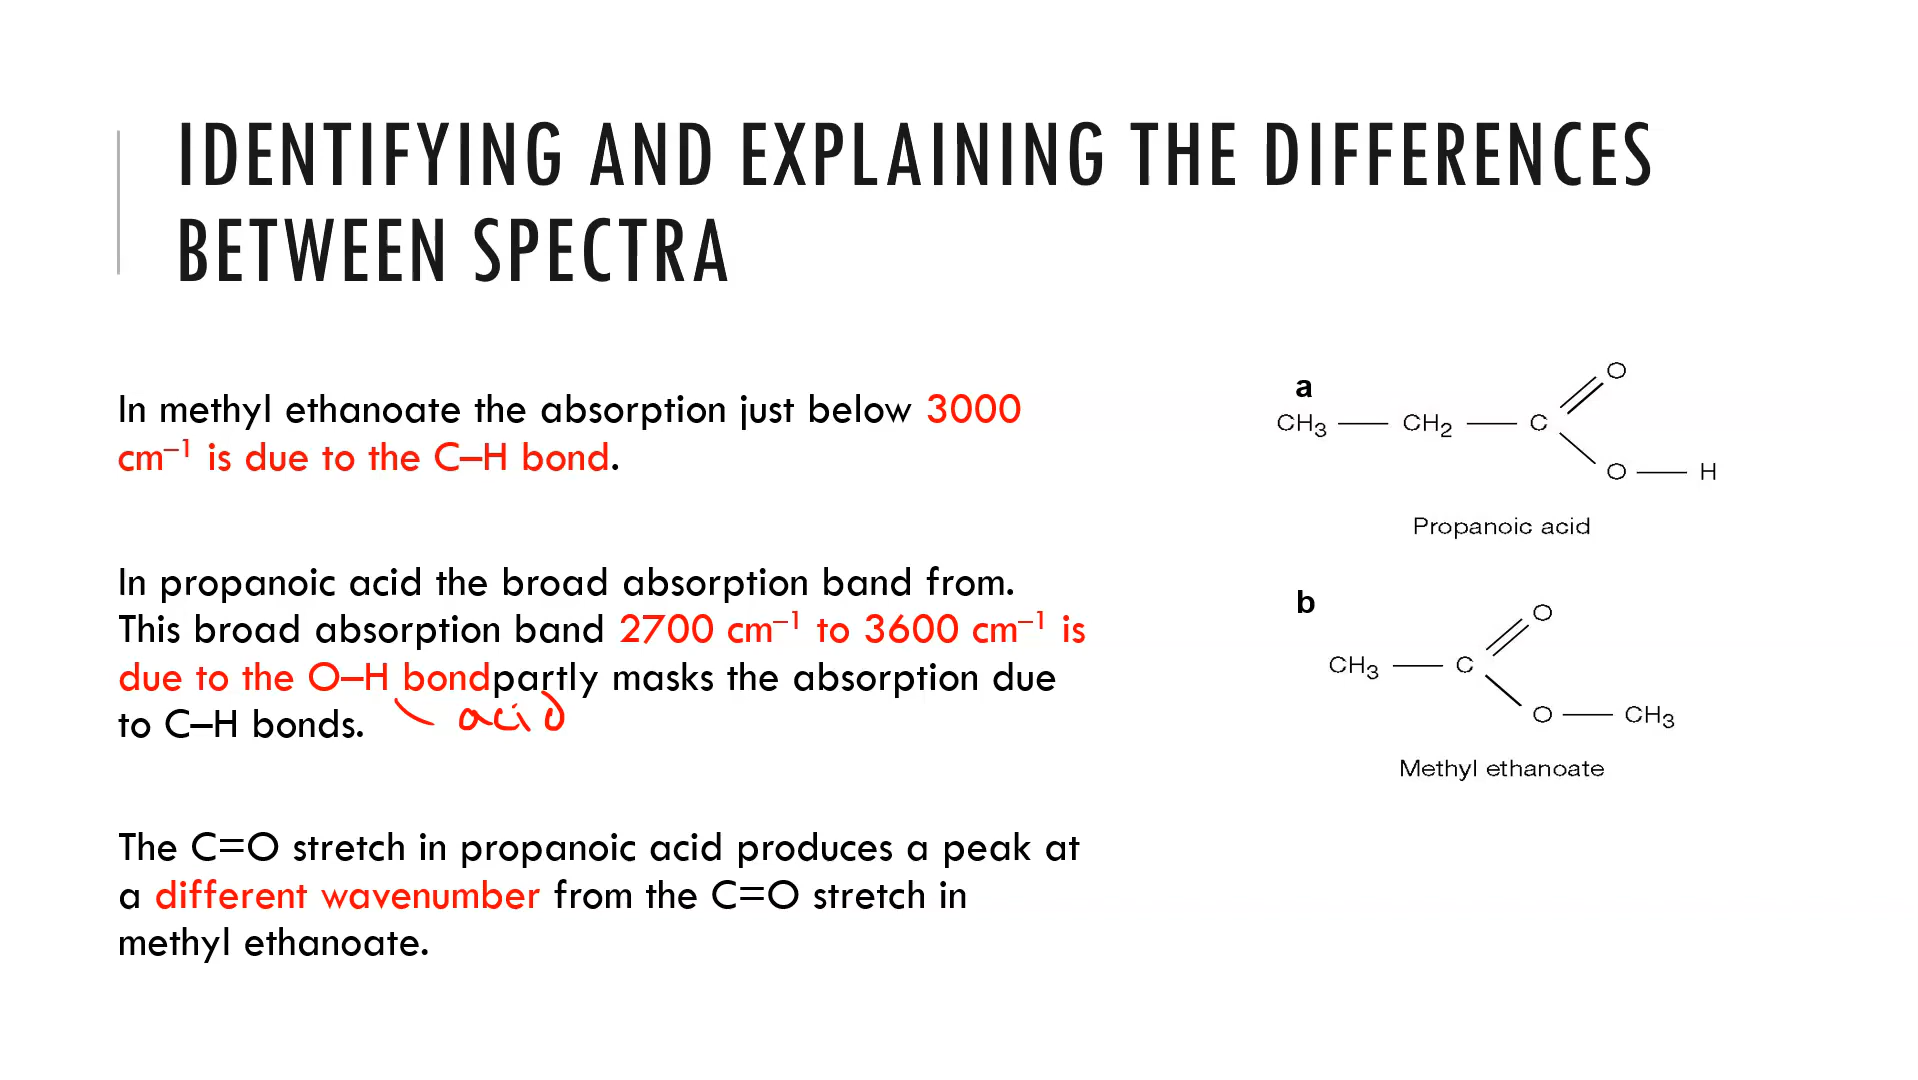 IDENTIFYING AND EXPLAINING THE DIFFERENCES
BETWEEN SPECTRA
In methyl ethanoate the absorption just below 3000
cm⁻¹ is due to the C–H bond.
In propanoic acid the broad absorption band from.
This broad absorption band 2700 cm⁻¹ to 3600 cm⁻¹ is
due to the O–H bondpartly masks the absorption due
to C–H bonds.
acid
The C=O stretch in propanoic acid produces a peak at
a different wavenumber from the C=O stretch in
methyl ethanoate.
a
O
CH₃ CH₂ C
O H
Propanoic acid
b
O
CH₃ C
O CH₃
Methyl ethanoate